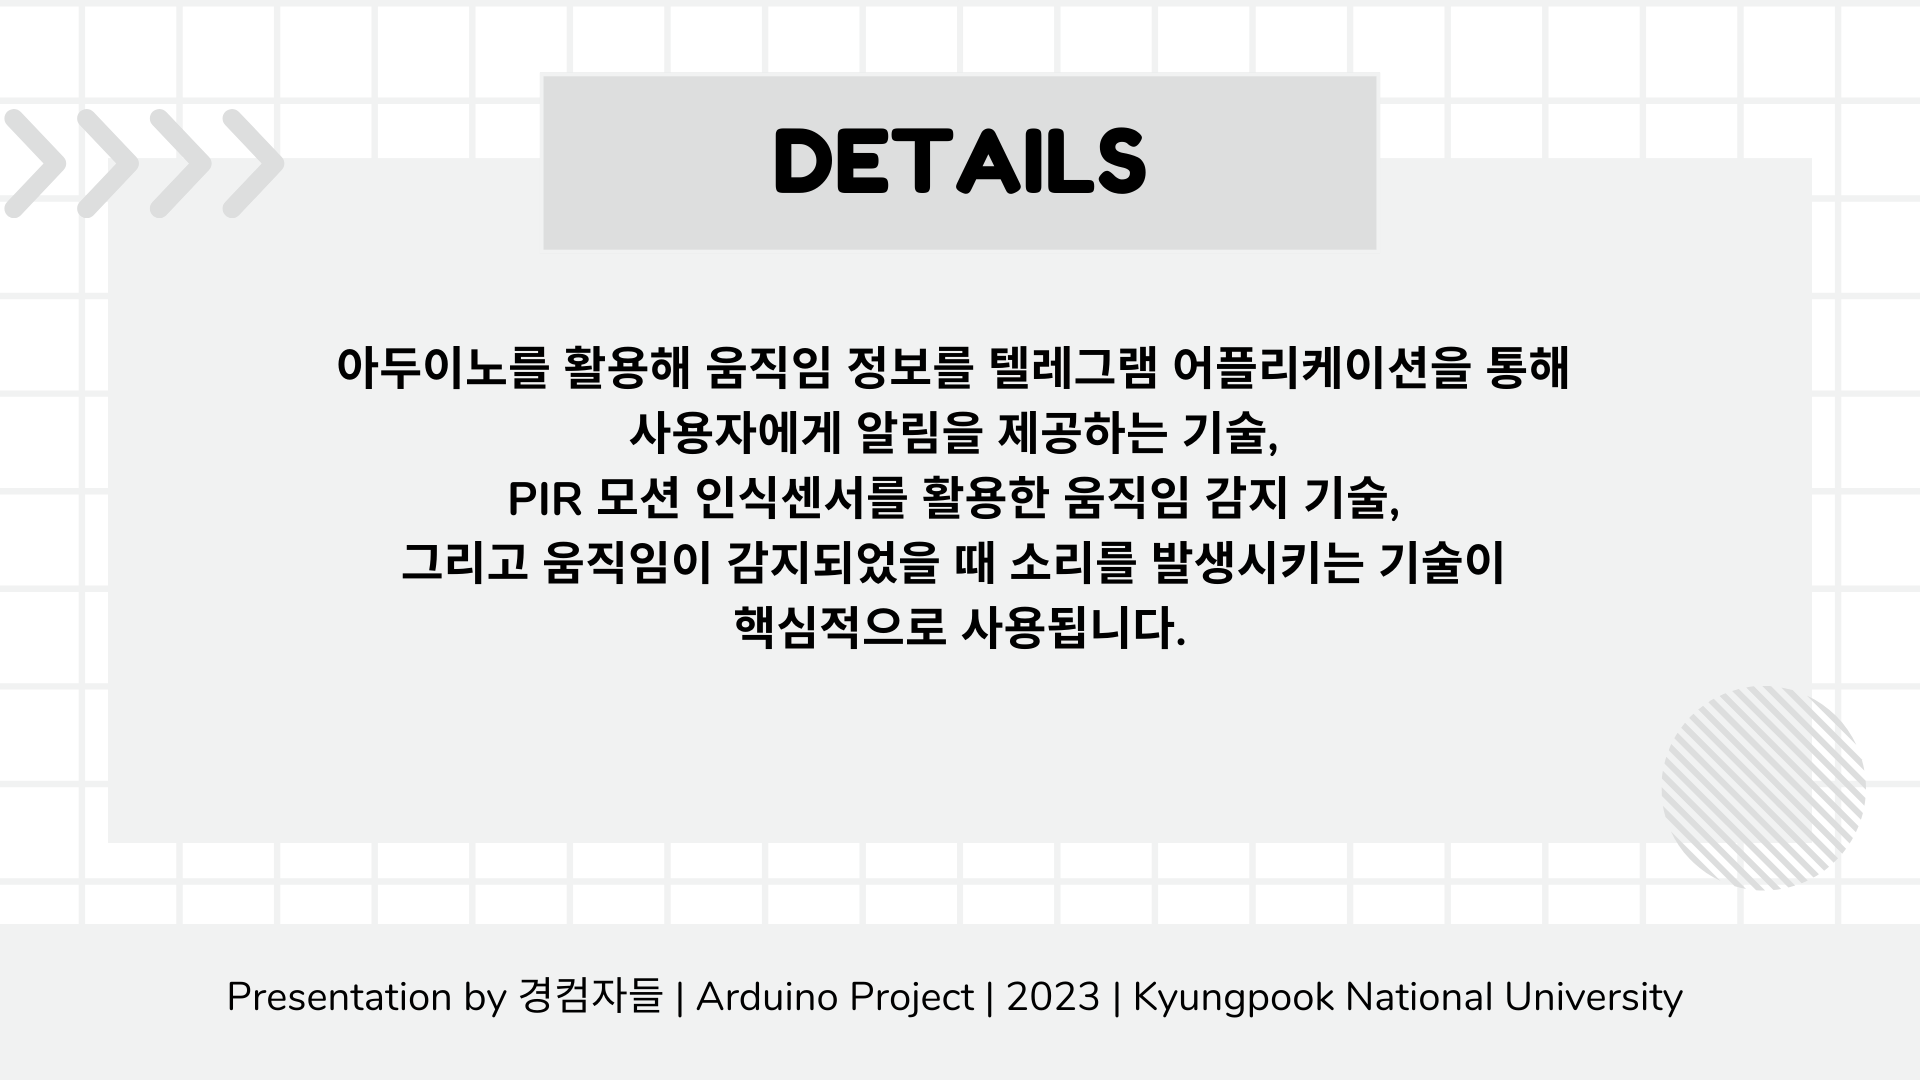 DETAILS
아두이노를 활용해 움직임 정보를 텔레그램 어플리케이션을 통해
사용자에게 알림을 제공하는 기술,
PIR 모션 인식센서를 활용한 움직임 감지 기술,
그리고 움직임이 감지되었을 때 소리를 발생시키는 기술이
핵심적으로 사용됩니다.
Presentation by 경컴자들 | Arduino Project | 2023 | Kyungpook National University